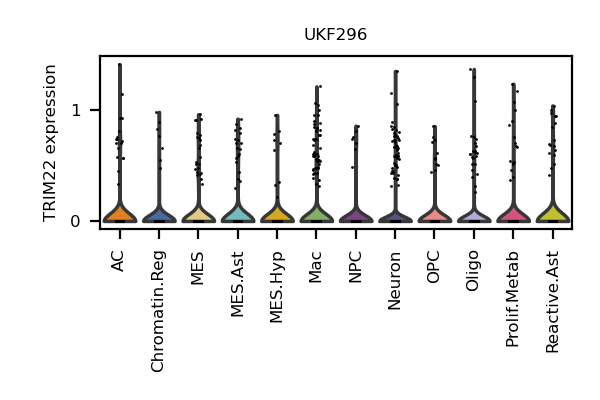 UKF296
TRIM22 expression
1
0
AC
Chromatin.Reg
MES
MES.Ast
MES.Hyp
Mac
NPC
Neuron
OPC
Oligo
Prolif.Metab
Reactive.Ast